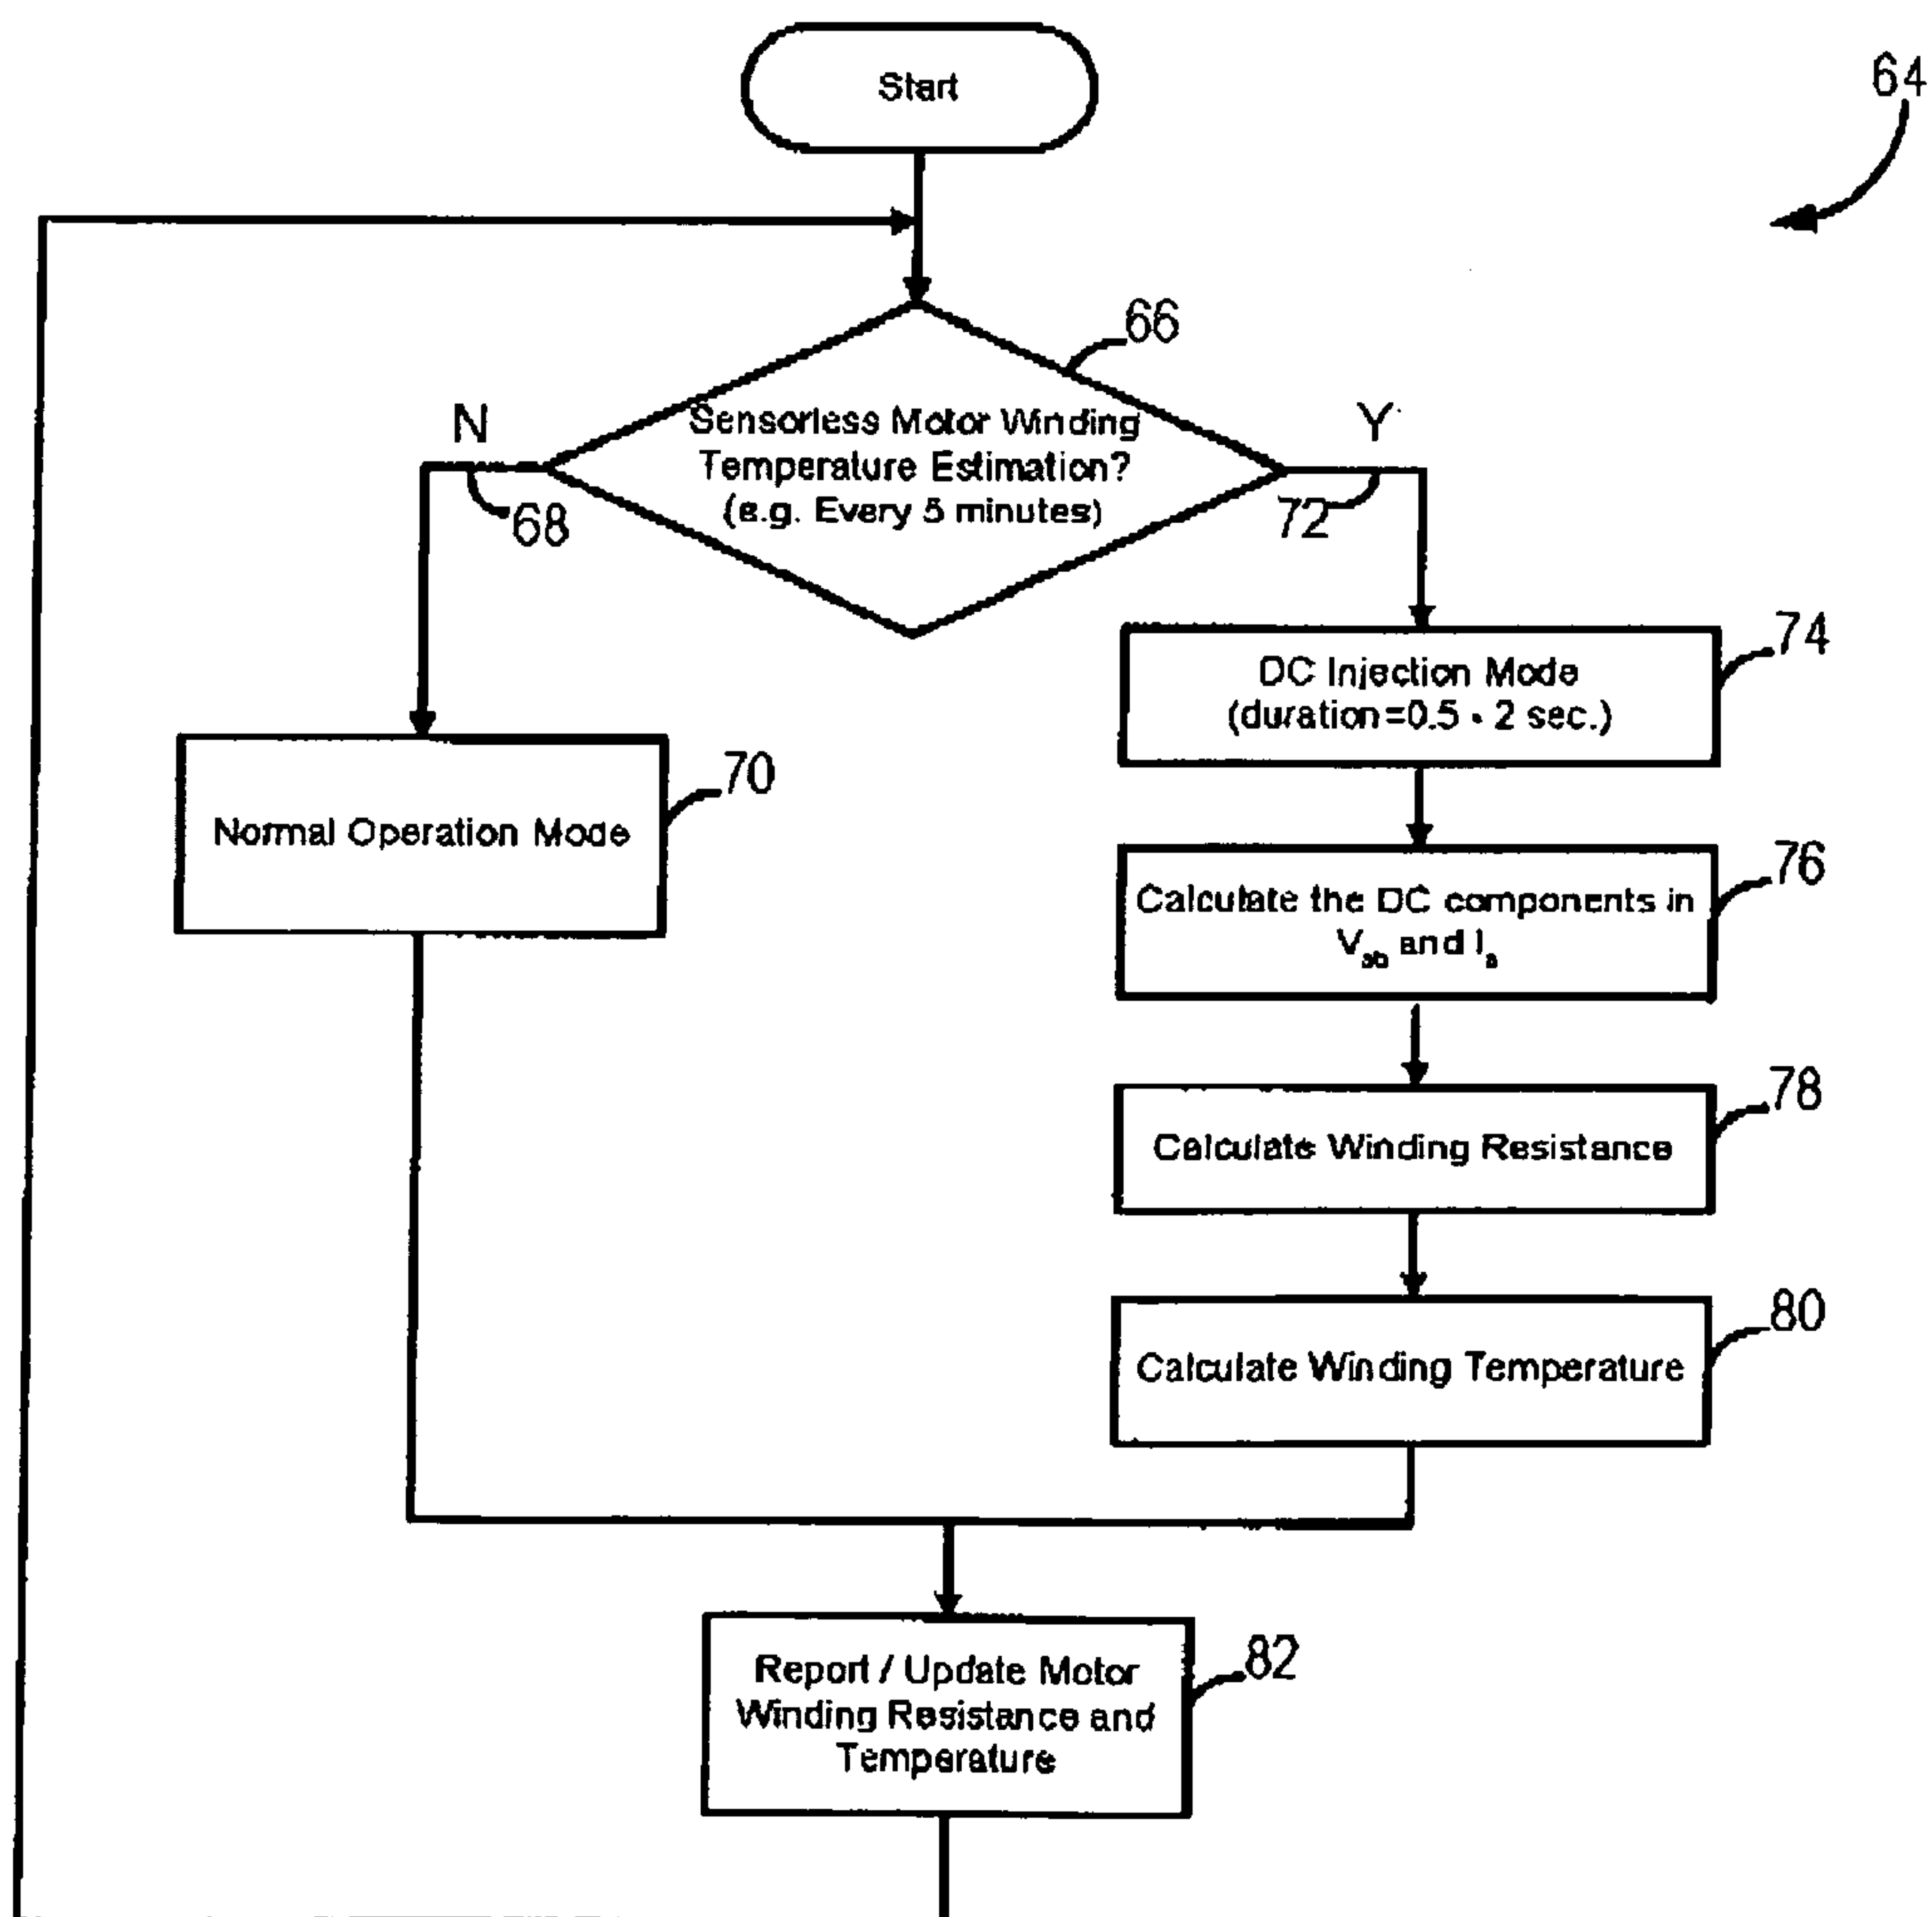 Start
64
66
N
Y
Sensorless Motor Winding
Temperature Estimation?
(e.g. Every 5 minutes)
68
72
74
DC Injection Mode
(duration=0.5 - 2 sec.)
70
Normal Operation Mode
76
Calculate the DC components in
Vab and Ia
78
Calculate Winding Resistance
80
Calculate Winding Temperature
82
Report / Update Motor
Winding Resistance and
Temperature